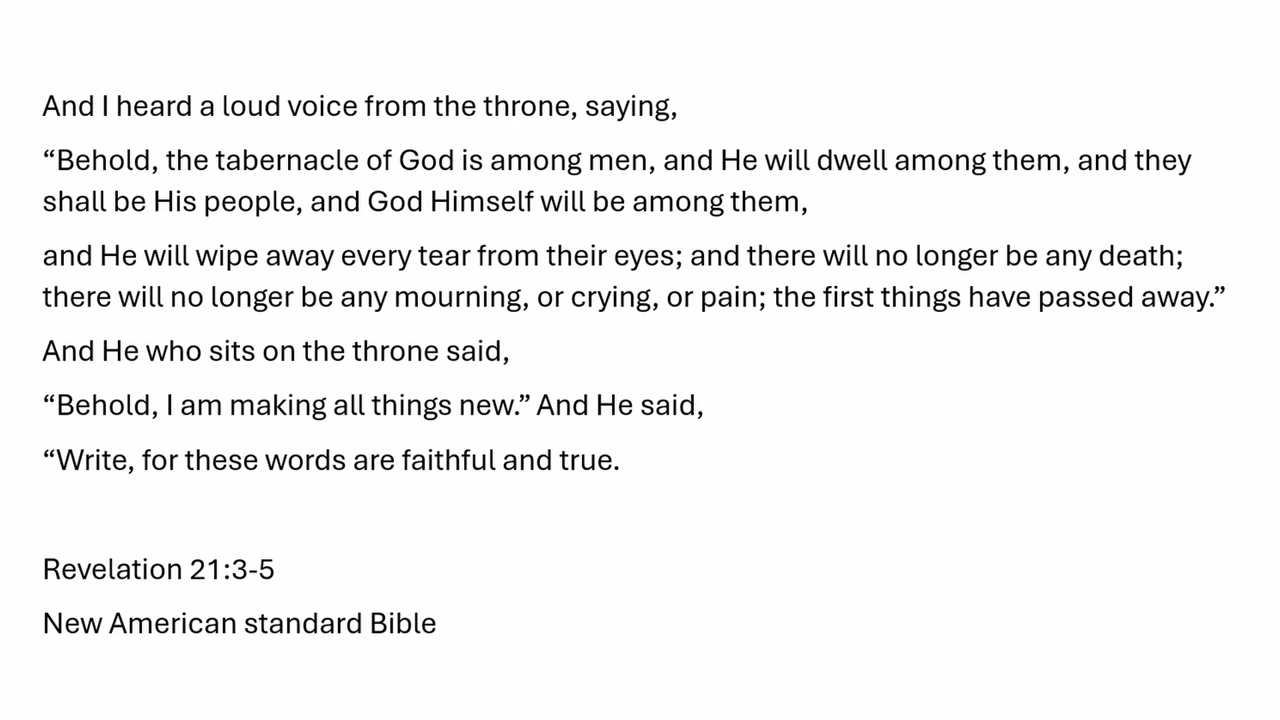 And I heard a loud voice from the throne, saying,
“Behold, the tabernacle of God is among men, and He will dwell among them, and they
shall be His people, and God Himself will be among them,
and He will wipe away every tear from their eyes; and there will no longer be any death;
there will no longer be any mourning, or crying, or pain; the first things have passed away.”
And He who sits on the throne said,
“Behold, I am making all things new.” And He said,
“Write, for these words are faithful and true.
Revelation 21:3-5
New American standard Bible